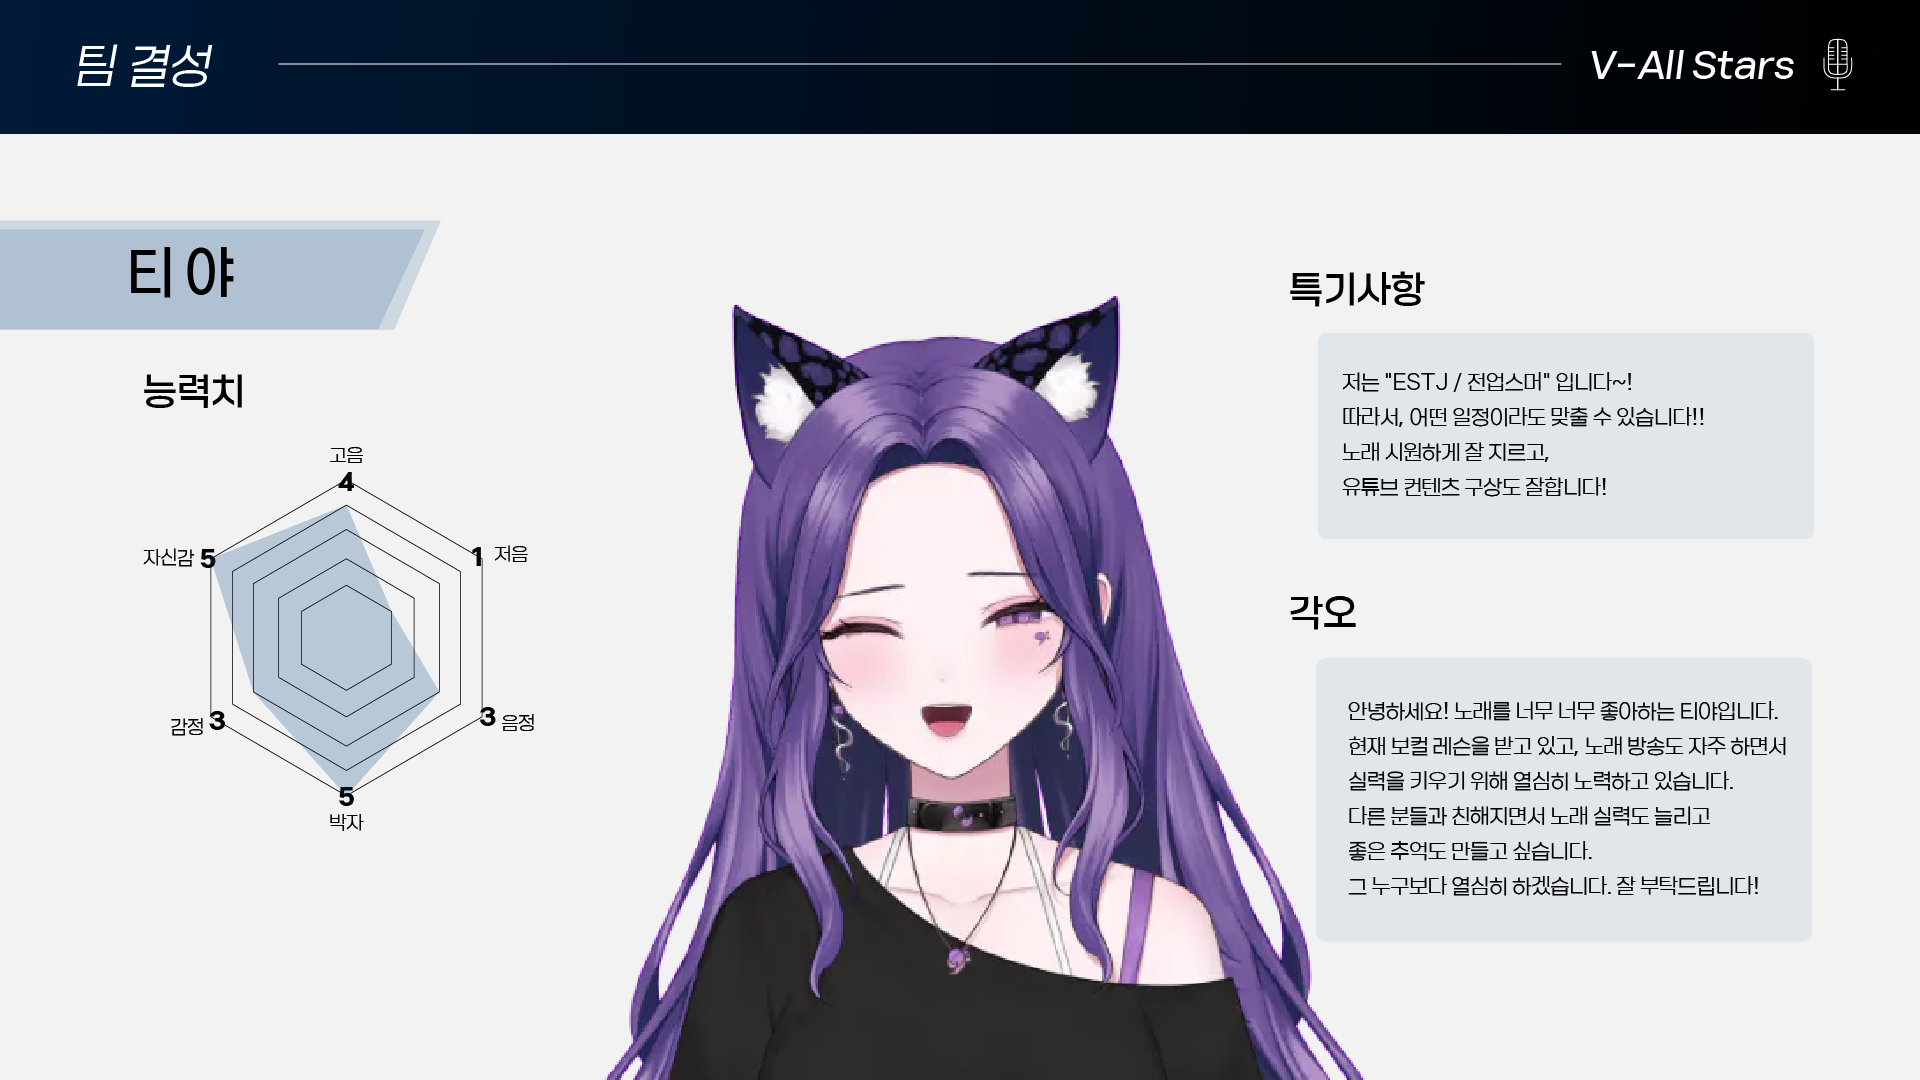 팀 결성
V-All Stars
티야
능력치
고음
4
자신감 5
1 저음
감정 3
3 음정
5
박자
특기사항
저는 "ESTJ / 전업스머" 입니다~!
따라서, 어떤 일정이라도 맞출 수 있습니다!!
노래 시원하게 잘 지르고,
유튜브 컨텐츠 구상도 잘합니다!
각오
안녕하세요! 노래를 너무 너무 좋아하는 티야입니다.
현재 보컬 레슨을 받고 있고, 노래 방송도 자주 하면서
실력을 키우기 위해 열심히 노력하고 있습니다.
다른 분들과 친해지면서 노래 실력도 늘리고
좋은 추억도 만들고 싶습니다.
그 누구보다 열심히 하겠습니다. 잘 부탁드립니다!